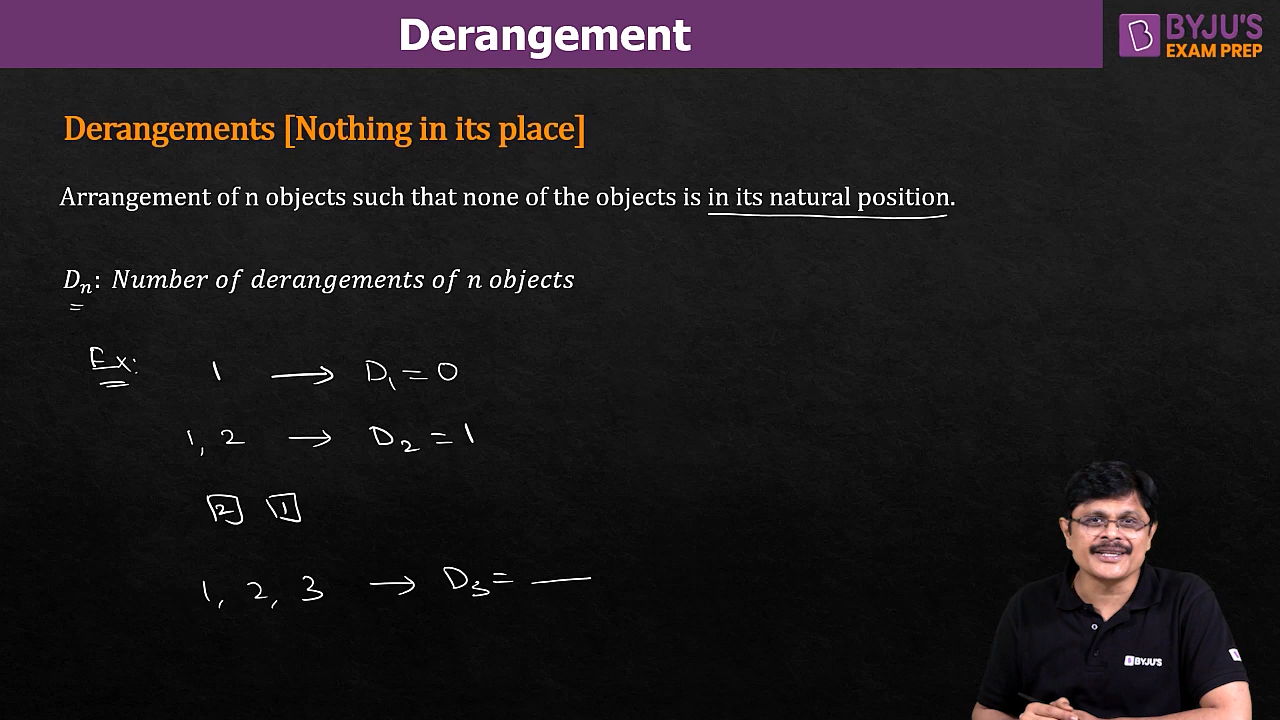 Derangement
BYJU'S
EXAM PREP
Derangements [Nothing in its place]
Arrangement of n objects such that none of the objects is in its natural position.
Dₙ: Number of derangements of n objects
Ex: 1 → D₁ = 0
1, 2 → D₂ = 1
2 1
1, 2, 3 → D₃ = __
BYJU'S